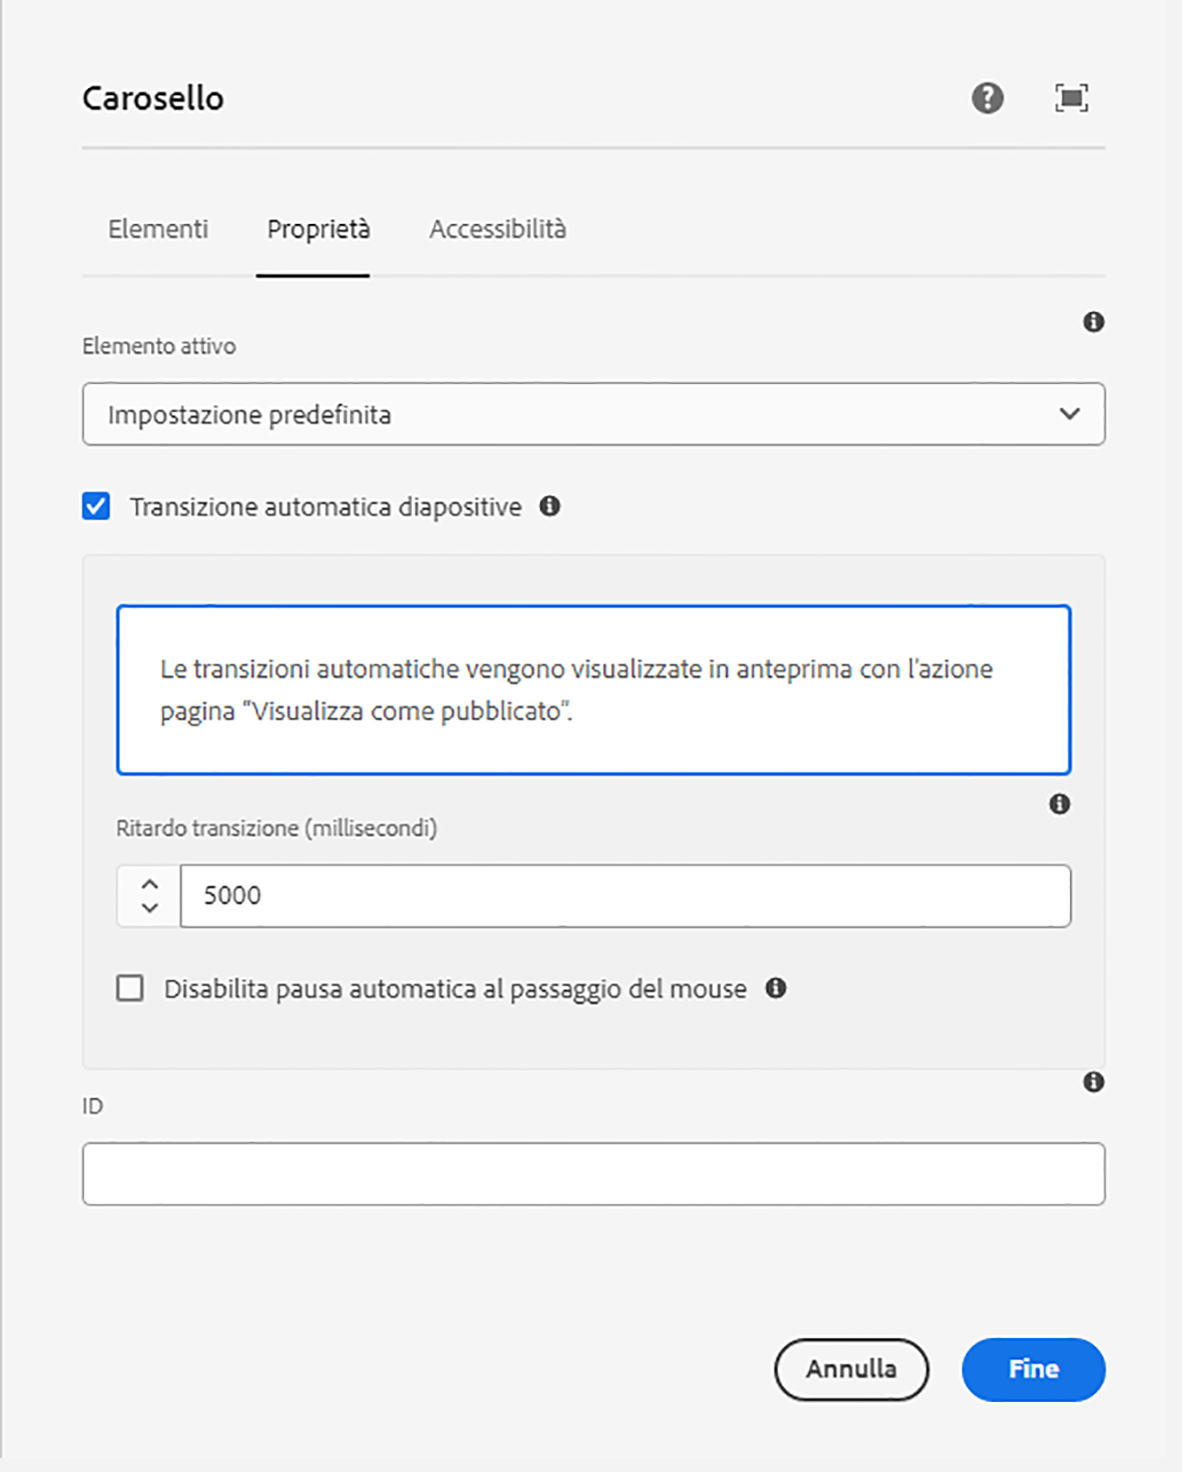 Carosello
Elementi Proprietà Accessibilità
Elemento attivo
Impostazione predefinita
Transizione automatica diapositive
Le transizioni automatiche vengono visualizzate in anteprima con l'azione
pagina "Visualizza come pubblicato".
Ritardo transizione (millisecondi)
5000
Disabilita pausa automatica al passaggio del mouse
ID
Annulla Fine